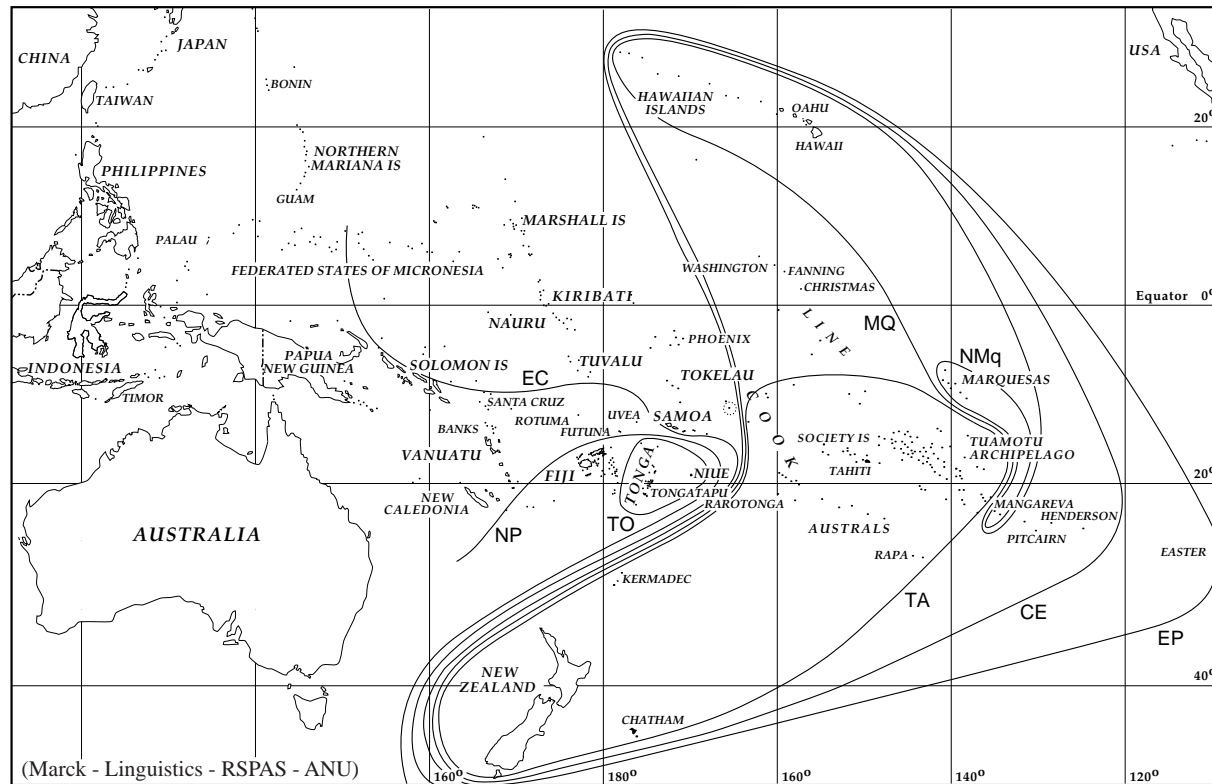 CHINA
JAPAN
USA
BONIN
TAIWAN
HAWAIIAN
ISLANDS
OAHU
HAWAII
20°
PHILIPPINES
NORTHERN
MARIANA IS
GUAM
MARSHALL IS
PALAU
FEDERATED STATES OF MICRONESIA
WASHINGTON
FANNING
CHRISTMAS
KIRIBATI
Equator 0°
NAURU
LINE
MQ
PHOENIX
NMq
INDONESIA
PAPUA
NEW GUINEA
SOLOMON IS
TUVALU
TOKELAU
MARQUESAS
EC
TIMOR
SANTA CRUZ
COOK
ROTUMA
UVEA
SAMOA
BANKS
FUTUNA
SOCIETY IS
TUAMOTU
ARCHIPELAGO
VANUATU
TAHITI
FIJI
TONGA
NIUE
20°
NEW
CALEDONIA
TONGATAPU
RAROTONGA
MANGAREVA
HENDERSON
PITCAIRN
AUSTRALIA
NP
TO
AUSTRALS
RAPA
EASTER
KERMADEC
TA
CE
EP
NEW
ZEALAND
40°
CHATHAM
(Marck - Linguistics - RSPAS - ANU)
160°
180°
160°
140°
120°